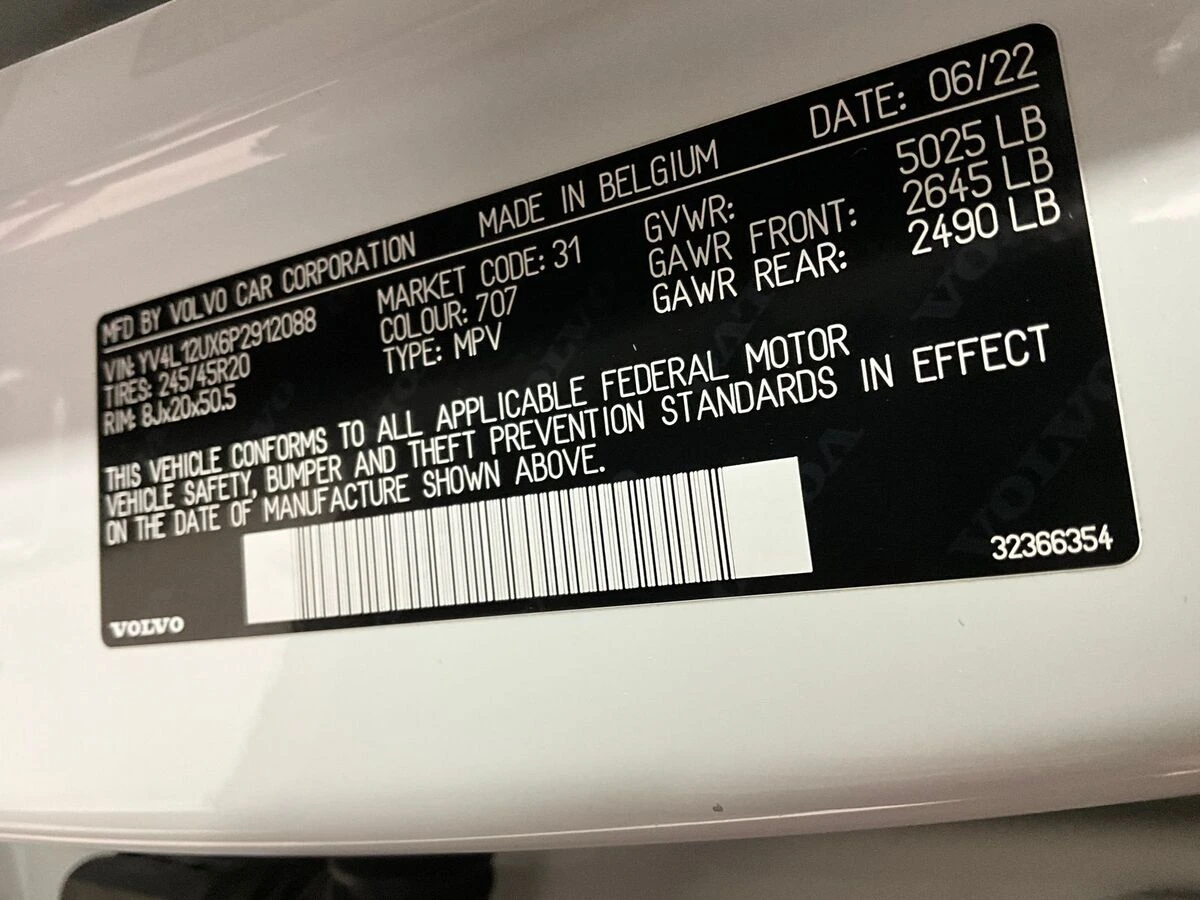 MFD BY VOLVO CAR CORPORATION MADE IN BELGIUM DATE: 06/22
VIN: YV4L12UX6P2912088 MARKET CODE: 31 GVWR: 5025 LB
TIRES: 245/45R20 COLOUR: 707 GAWR FRONT: 2645 LB
RIM: 8Jx20x50.5 TYPE: MPV GAWR REAR: 2490 LB
THIS VEHICLE CONFORMS TO ALL APPLICABLE FEDERAL MOTOR
VEHICLE SAFETY, BUMPER AND THEFT PREVENTION STANDARDS IN EFFECT
ON THE DATE OF MANUFACTURE SHOWN ABOVE.
VOLVO 32366354